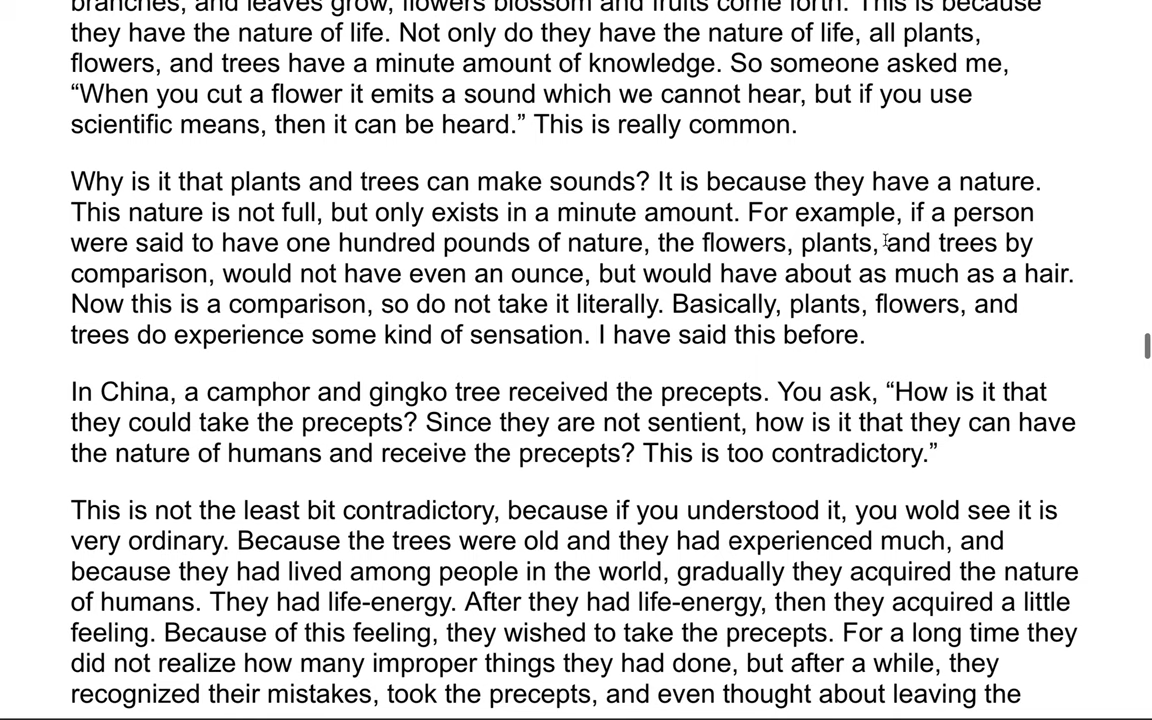 branches, and leaves grow, flowers blossom and fruits come forth. This is because
they have the nature of life. Not only do they have the nature of life, all plants,
flowers, and trees have a minute amount of knowledge. So someone asked me,
“When you cut a flower it emits a sound which we cannot hear, but if you use
scientific means, then it can be heard.” This is really common.
Why is it that plants and trees can make sounds? It is because they have a nature.
This nature is not full, but only exists in a minute amount. For example, if a person
were said to have one hundred pounds of nature, the flowers, plants, and trees by
comparison, would not have even an ounce, but would have about as much as a hair.
Now this is a comparison, so do not take it literally. Basically, plants, flowers, and
trees do experience some kind of sensation. I have said this before.
In China, a camphor and gingko tree received the precepts. You ask, “How is it that
they could take the precepts? Since they are not sentient, how is it that they can have
the nature of humans and receive the precepts? This is too contradictory.”
This is not the least bit contradictory, because if you understood it, you wold see it is
very ordinary. Because the trees were old and they had experienced much, and
because they had lived among people in the world, gradually they acquired the nature
of humans. They had life-energy. After they had life-energy, then they acquired a little
feeling. Because of this feeling, they wished to take the precepts. For a long time they
did not realize how many improper things they had done, but after a while, they
recognized their mistakes, took the precepts, and even thought about leaving the